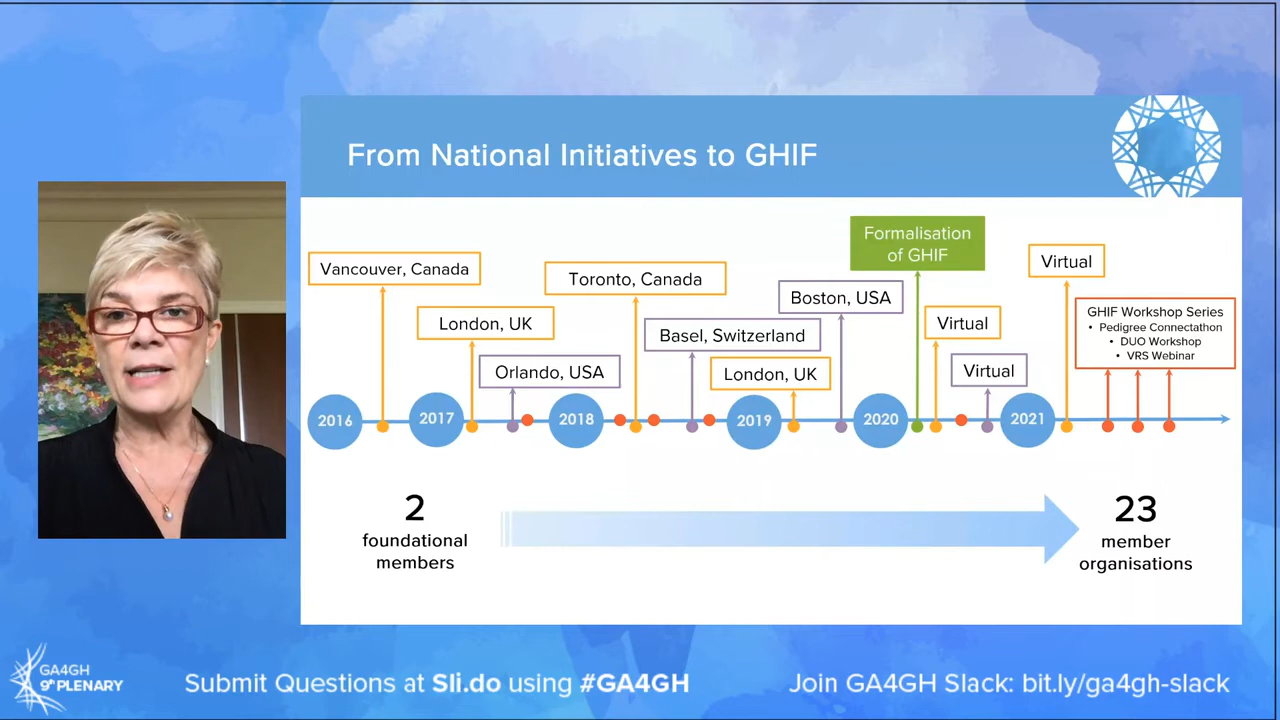 From National Initiatives to GHIF
Formalisation
of GHIF
Vancouver, Canada
London, UK
Orlando, USA
Toronto, Canada
Basel, Switzerland
London, UK
Boston, USA
Virtual
Virtual
Virtual
GHIF Workshop Series
• Pedigree Connectathon
• DUO Workshop
• VRS Webinar
2016
2017
2018
2019
2020
2021
2
foundational
members
23
member
organisations
GA4GH
9th PLENARY
Submit Questions at Sli.do using #GA4GH
Join GA4GH Slack: bit.ly/ga4gh-slack